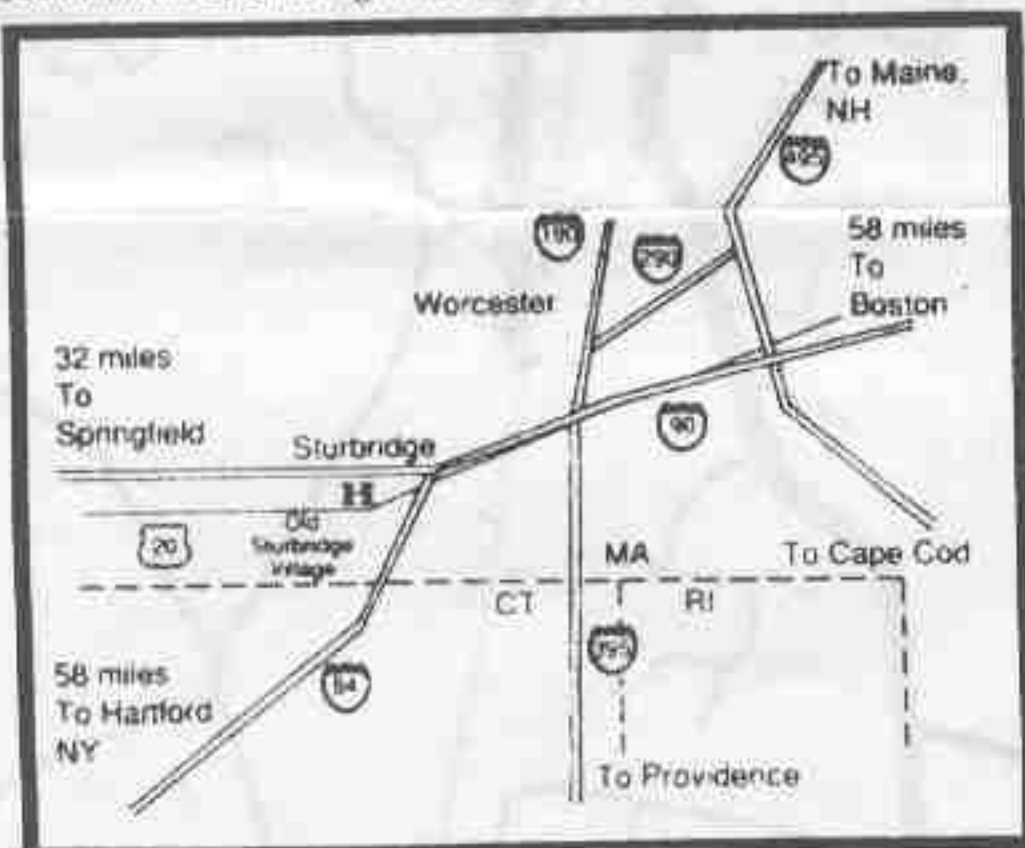 To Maine,
NH
495
190
290
58 miles
To
Boston
Worcester
32 miles
To
Springfield
90
Sturbridge
H
Old
Sturbridge
Village
20
MA
To Cape Cod
CT
RI
395
58 miles
To Hartford
NY
84
To Providence